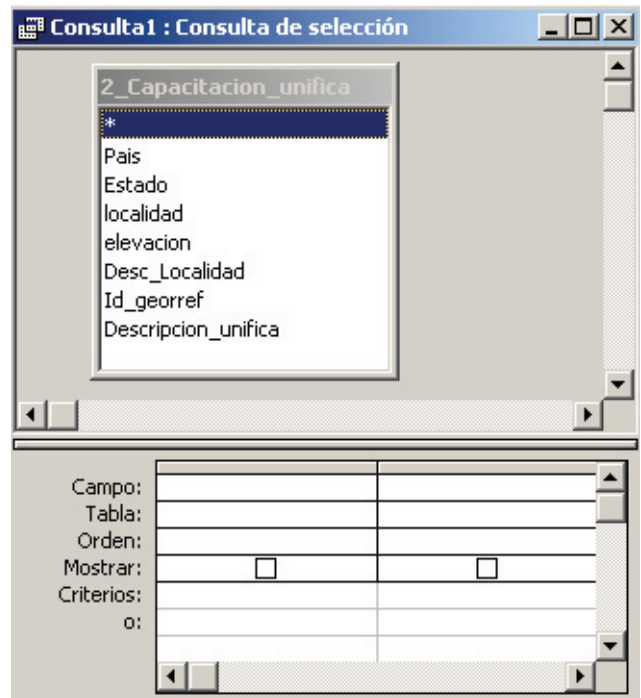 Consulta1 : Consulta de selección
2_Capacitacion_unifica
*
Pais
Estado
localidad
elevacion
Desc_Localidad
Id_georref
Descripcion_unifica
Campo:
Tabla:
Orden:
Mostrar:
Criterios:
o: